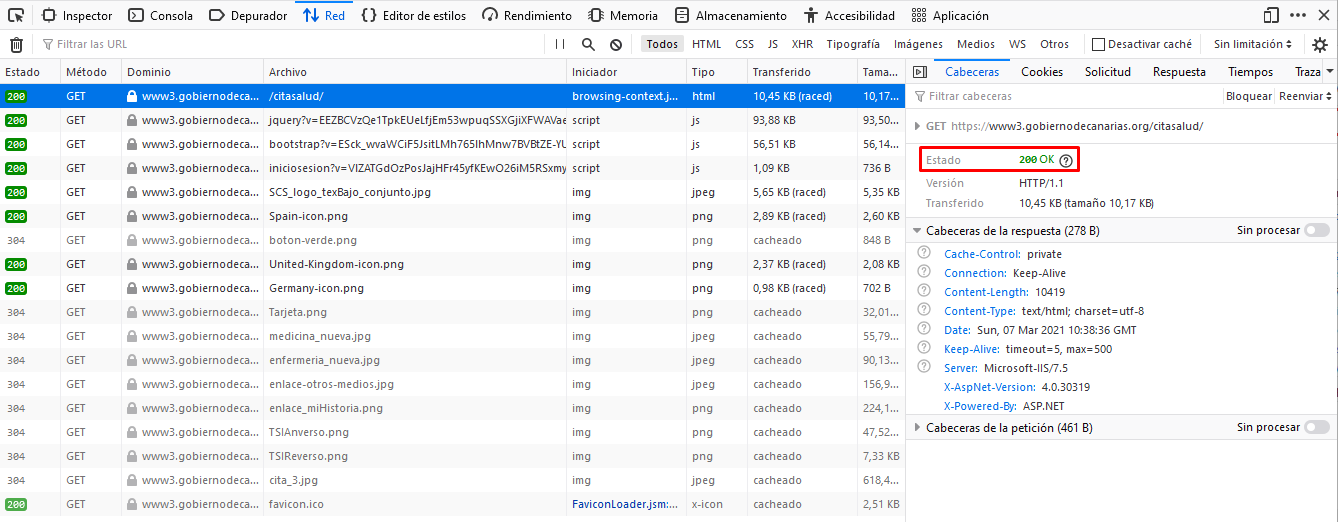 Inspector Consola Depurador Red Editor de estilos Rendimiento Memoria Almacenamiento Accesibilidad Aplicación
Filtrar las URL Todos HTML CSS JS XHR Tipografía Imágenes Medios WS Otros Desactivar caché Sin limitación
Estado Método Dominio Archivo Iniciador Tipo Transferido Tama...
200 GET www3.gobiernodeca... /citasalud/ browsing-context.j... html 10,45 KB (raced) 10,17...
200 GET www3.gobiernodeca... script js 93,88 KB 93,50...
200 GET www3.gobiernodeca... script js 56,51 KB 56,14...
200 GET www3.gobiernodeca... script js 1,09 KB 736 B
200 GET www3.gobiernodeca... SCS_logo_texBajo_conjunto.jpg img jpeg 5,65 KB (raced) 5,35 KB
200 GET www3.gobiernodeca... Spain-icon.png img png 2,89 KB (raced) 2,60 KB
304 GET www3.gobiernodeca... boton-verde.png img png cacheado 848 B
200 GET www3.gobiernodeca... United-Kingdom-icon.png img png 2,37 KB (raced) 2,08 KB
200 GET www3.gobiernodeca... Germany-icon.png img png 0,98 KB (raced) 702 B
304 GET www3.gobiernodeca... Tarjeta.png img png cacheado 32,01...
304 GET www3.gobiernodeca... medicina_nueva.jpg img jpeg cacheado 55,79...
304 GET www3.gobiernodeca... enfermeria_nueva.jpg img jpeg cacheado 90,13...
304 GET www3.gobiernodeca... enlace-otros-medios.jpg img jpeg cacheado 156,9...
304 GET www3.gobiernodeca... enlace_miHistoria.png img png cacheado 224,1...
304 GET www3.gobiernodeca... TSIAnverso.png img png cacheado 47,52...
304 GET www3.gobiernodeca... TSIReverso.png img png cacheado 7,33 KB
304 GET www3.gobiernodeca... cita_3.jpg img jpeg cacheado 618,4...
200 GET www3.gobiernodeca... favicon.ico FaviconLoader.jsm:... x-icon cacheado 2,51 KB
Cabeceras Cookies Solicitud Respuesta Tiempos Traza
Filtrar cabeceras Bloquear Reenviar
GET https://www3.gobiernodecanarias.org/citasalud/
Estado 200 OK
Versión HTTP/1.1
Transferido 10,45 KB (tamaño 10,17 KB)
Cabeceras de la respuesta (278 B) Sin procesar
Cache-Control: private
Connection: Keep-Alive
Content-Length: 10419
Content-Type: text/html; charset=utf-8
Date: Sun, 07 Mar 2021 10:38:36 GMT
Keep-Alive: timeout=5, max=500
Server: Microsoft-IIS/7.5
X-AspNet-Version: 4.0.30319
X-Powered-By: ASP.NET
Cabeceras de la petición (461 B) Sin procesar